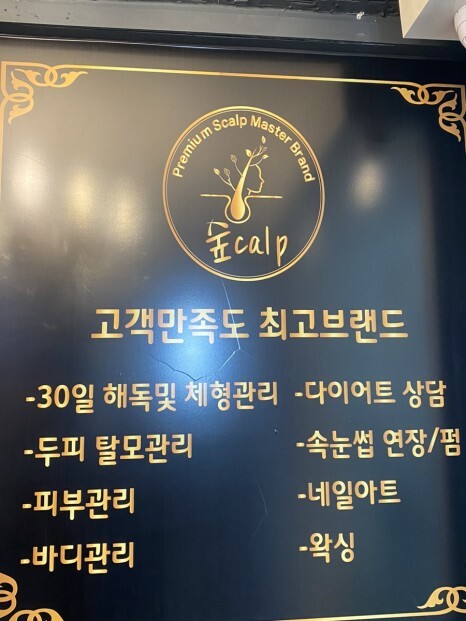 Premium Scalp Master Brand
숲calp
고객만족도 최고브랜드
-30일 해독및 체형관리
-두피 탈모관리
-피부관리
-바디관리
-다이어트 상담
-속눈썹 연장/펌
-네일아트
-왁싱